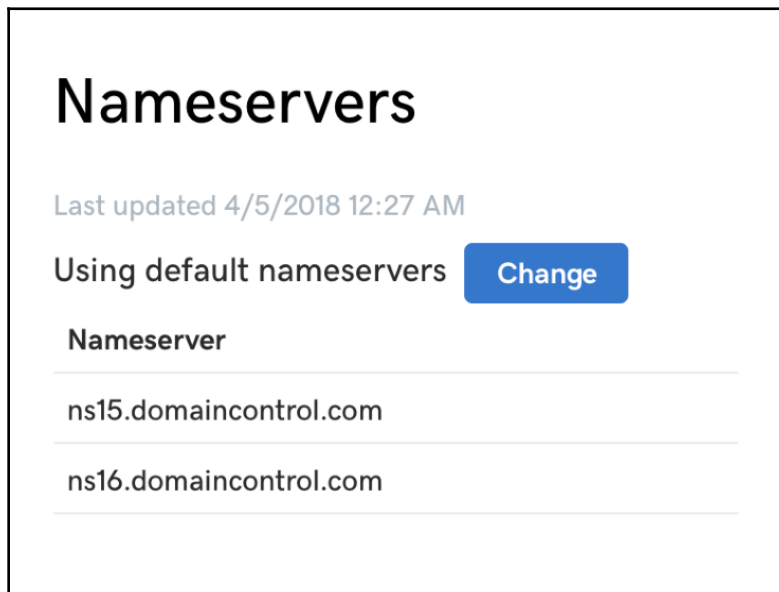 Nameservers
Last updated 4/5/2018 12:27 AM
Using default nameservers Change
Nameserver
ns15.domaincontrol.com
ns16.domaincontrol.com